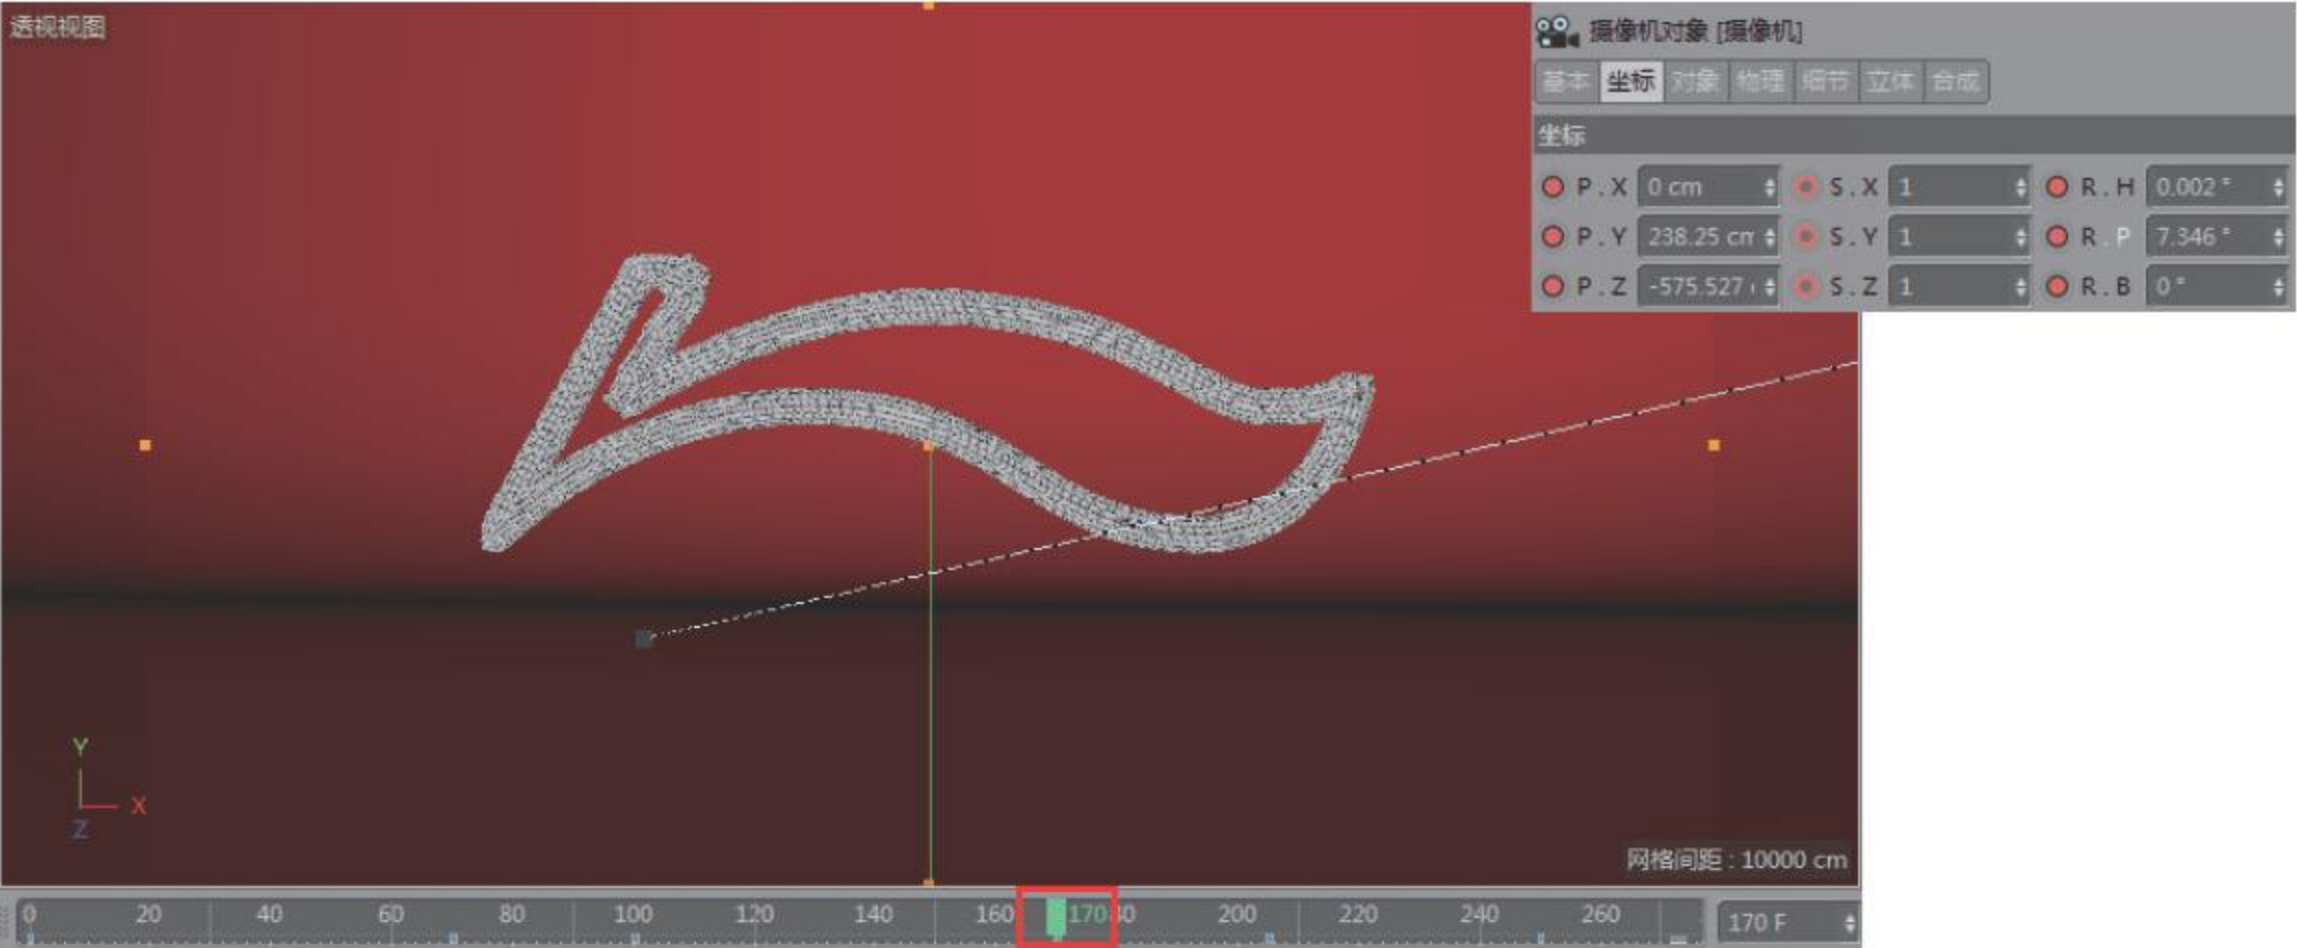 透视视图
摄像机对象 [摄像机]
基本 坐标 对象 物理 细节 立体 合成
坐标
P . X 0 cm S . X 1 R . H 0.002 °
P . Y 238.25 cm S . Y 1 R . P 7.346 °
P . Z -575.527 S . Z 1 R . B 0 °
Y
X
Z
网格间距 : 10000 cm
0 20 40 60 80 100 120 140 160 170 80 200 220 240 260 170 F